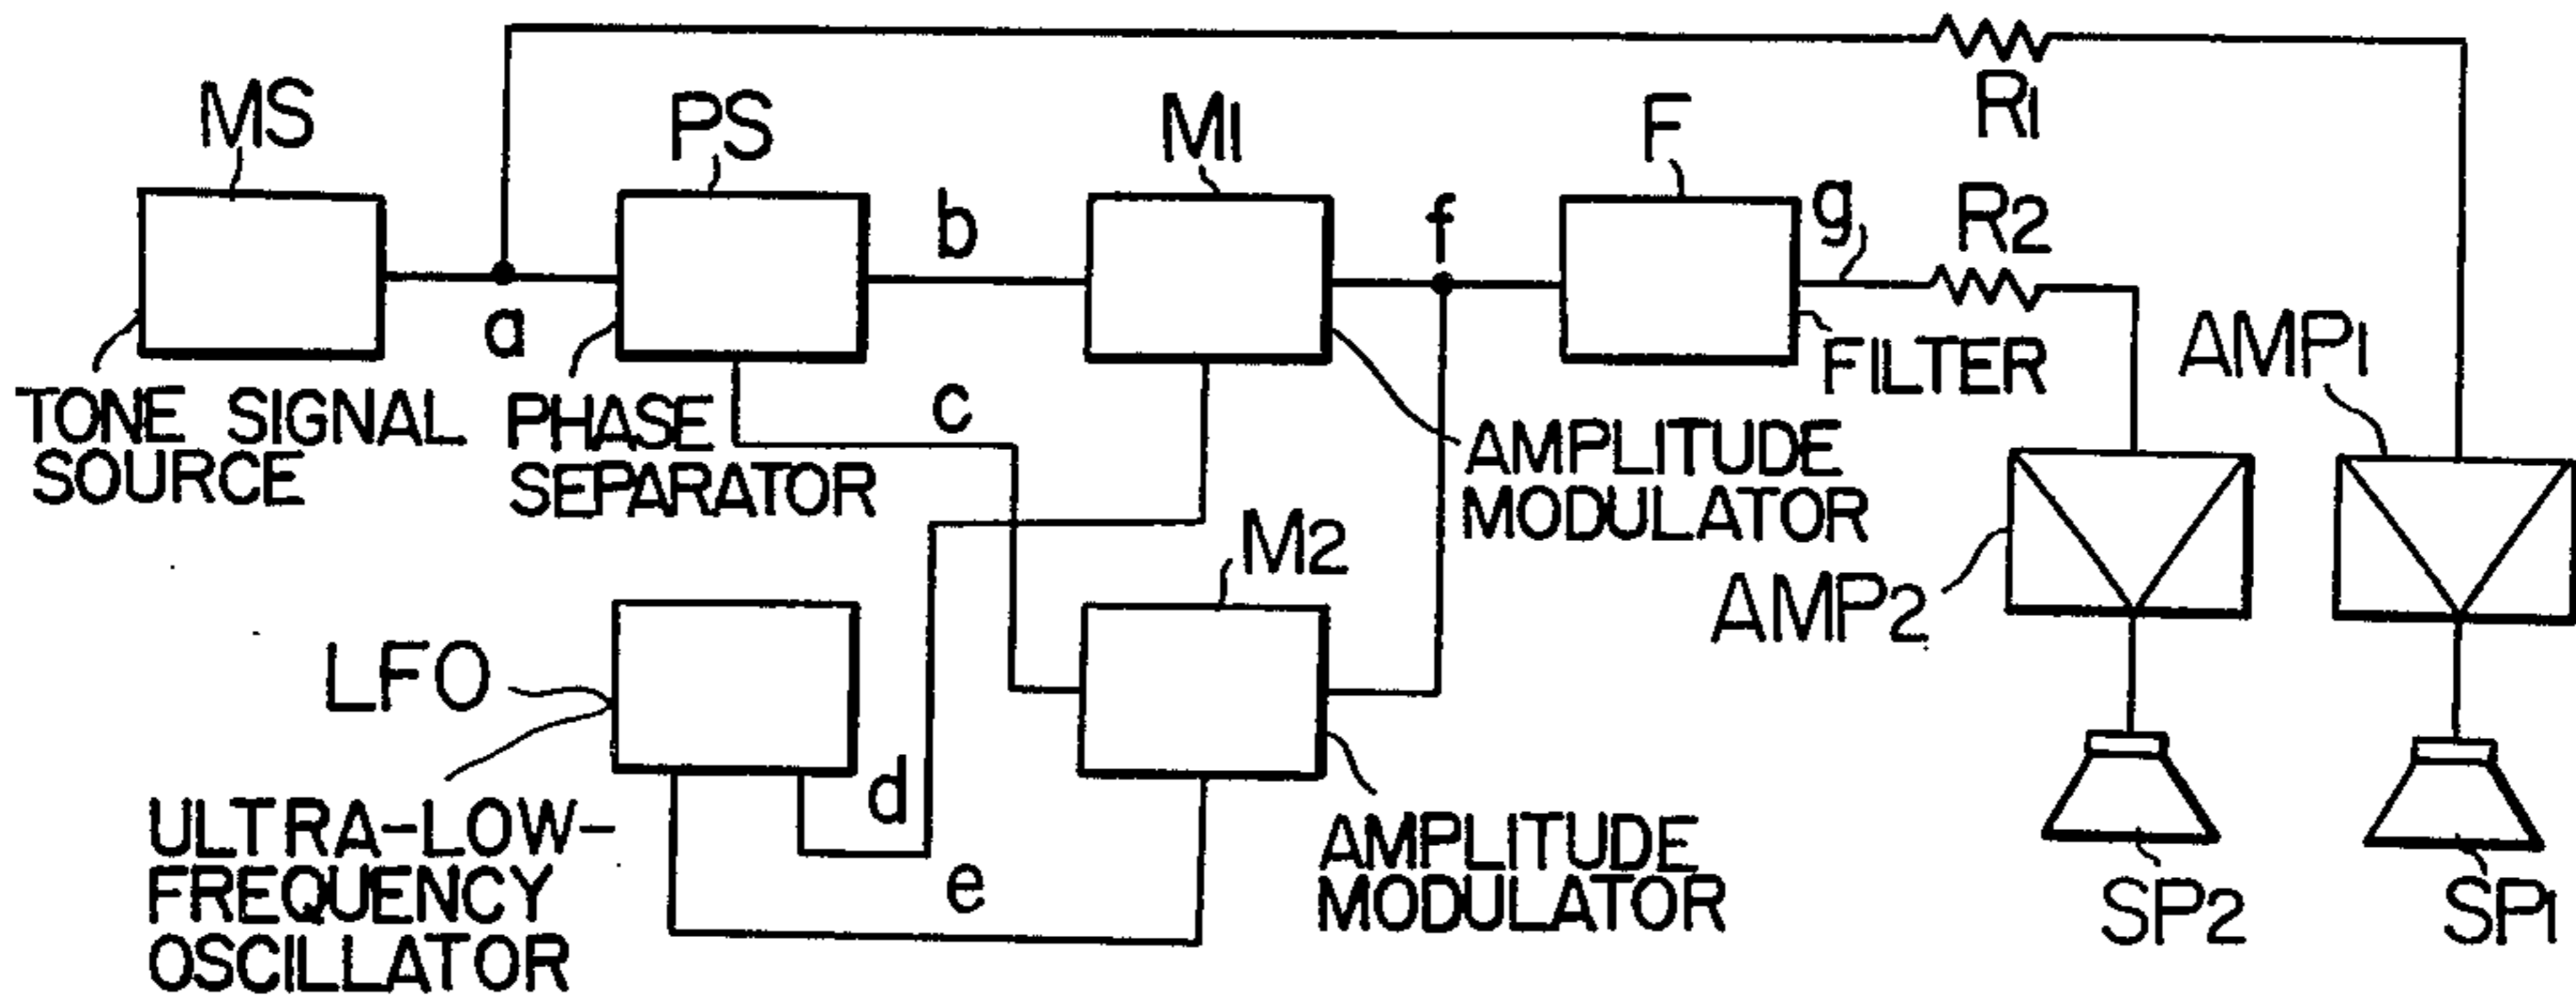 R1
MS
PS
M1
F
b
f
g
R2
a
TONE SIGNAL
SOURCE
PHASE
SEPARATOR
c
FILTER
AMP1
AMPLITUDE
MODULATOR
M2
AMP2
LFO
d
e
ULTRA-LOW-
FREQUENCY
OSCILLATOR
AMPLITUDE
MODULATOR
SP2
SP1